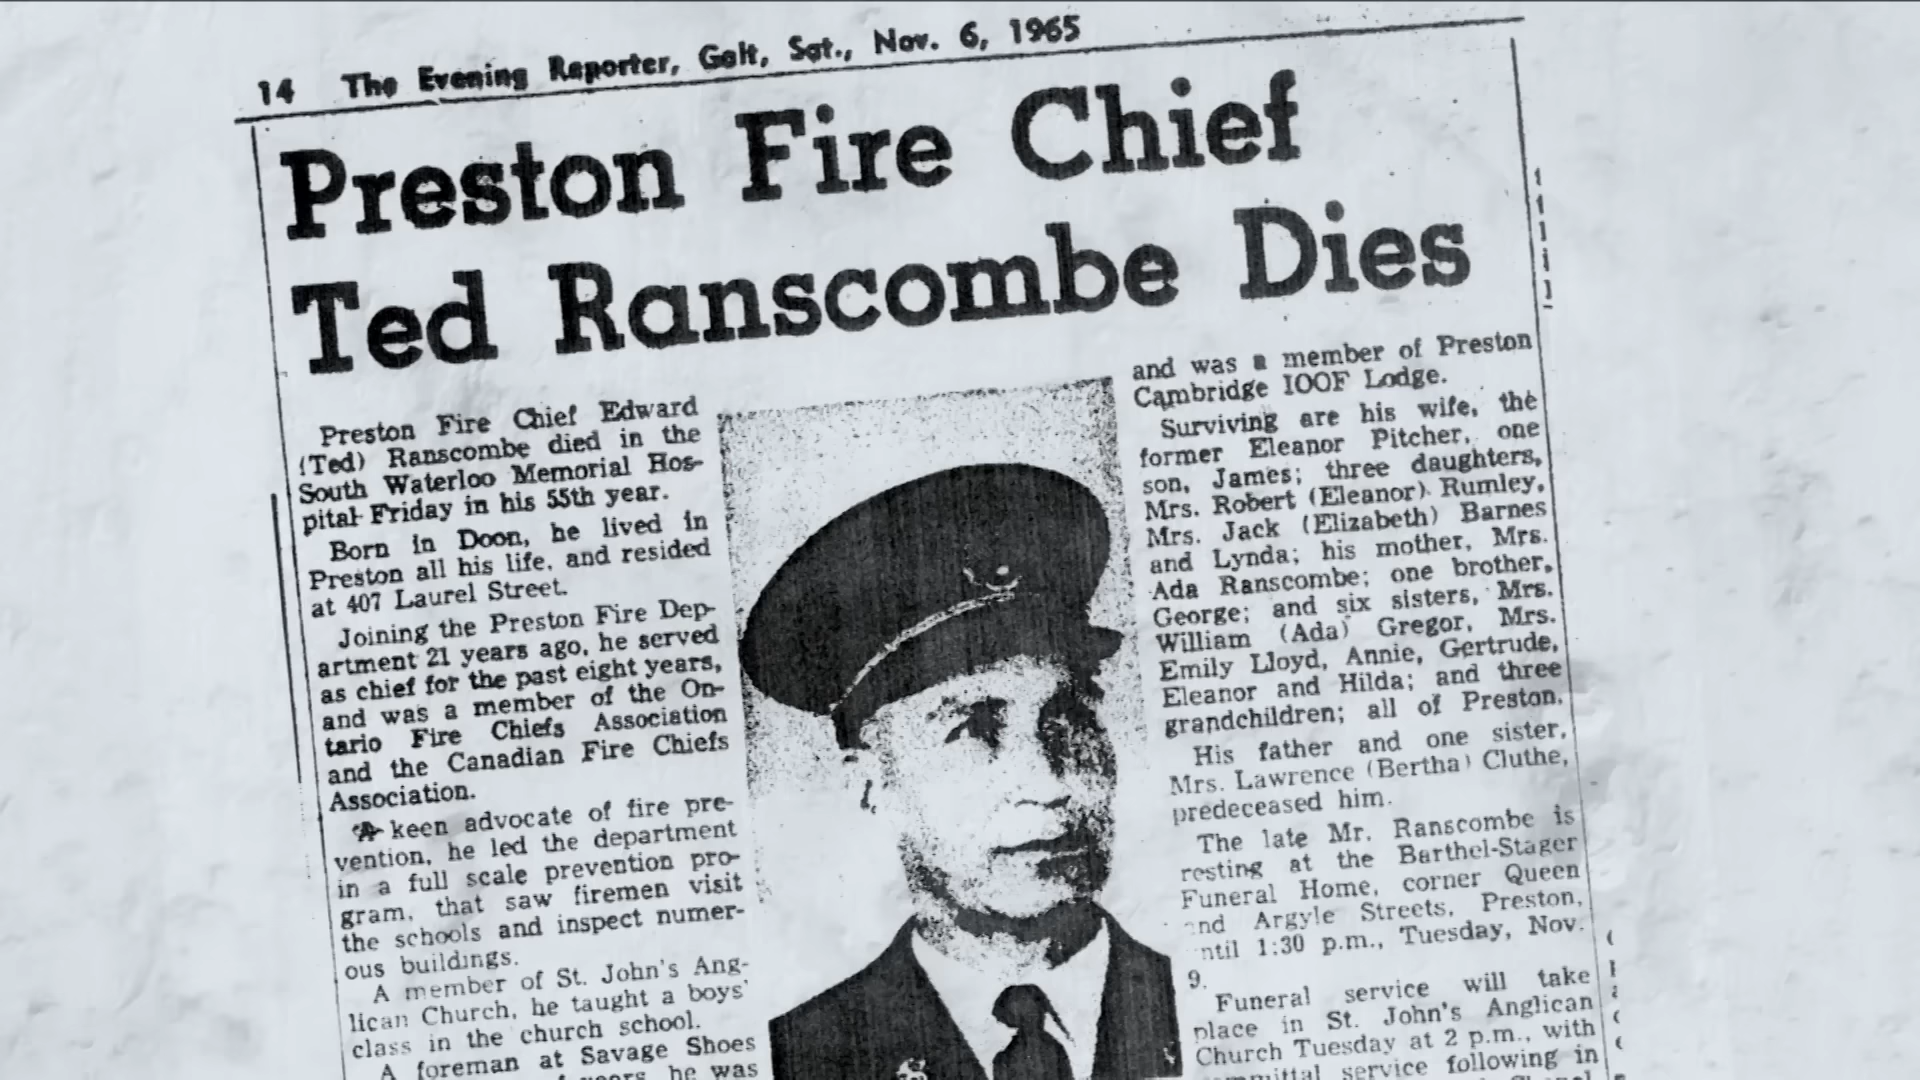 14 The Evening Reporter, Galt, Sat., Nov. 6, 1965
Preston Fire Chief
Ted Ranscombe Dies
Preston Fire Chief Edward
(Ted) Ranscombe died in the
South Waterloo Memorial Hos-
pital Friday in his 55th year.
Born in Doon, he lived in
Preston all his life, and resided
at 407 Laurel Street.
Joining the Preston Fire Dep-
artment 21 years ago, he served
as chief for the past eight years,
and was a member of the On-
tario Fire Chiefs Association
and the Canadian Fire Chiefs
Association.
A keen advocate of fire pre-
vention, he led the department
in a full scale prevention pro-
gram, that saw firemen visit
the schools and inspect numer-
ous buildings.
A member of St. John's Ang-
lican Church, he taught a boys'
class in the church school.
A foreman at Savage Shoes
years, he was
and was a member of Preston
Cambridge IOOF Lodge.
Surviving are his wife, the
former Eleanor Pitcher, one
son, James; three daughters,
Mrs. Robert (Eleanor) Rumley,
Mrs. Jack (Elizabeth) Barnes
and Lynda; his mother, Mrs.
Ada Ranscombe; one brother,
George; and six sisters, Mrs.
William (Ada) Gregor, Mrs.
Emily Lloyd, Annie, Gertrude,
Eleanor and Hilda; and three
grandchildren; all of Preston.
His father and one sister,
Mrs. Lawrence (Bertha) Cluthe,
predeceased him.
The late Mr. Ranscombe is
resting at the Barthel-Stager
Funeral Home, corner Queen
and Argyle Streets, Preston,
ntil 1:30 p.m., Tuesday, Nov.
9.
Funeral service will take
place in St. John's Anglican
Church Tuesday at 2 p.m., with
committal service following in